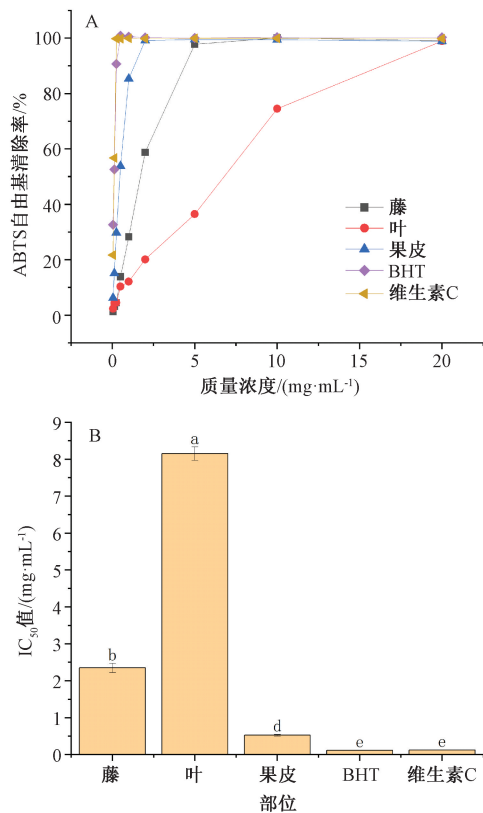 A
100
80
60
40
20
0
ABTS自由基清除率/%
藤
叶
果皮
BHT
维生素C
0 5 10 15 20
质量浓度/(mg·mL⁻¹)
B
9
8
7
6
5
4
3
2
1
0
IC₅₀值/(mg·mL⁻¹)
b
a
d
e
e
藤 叶 果皮 BHT 维生素C
部位